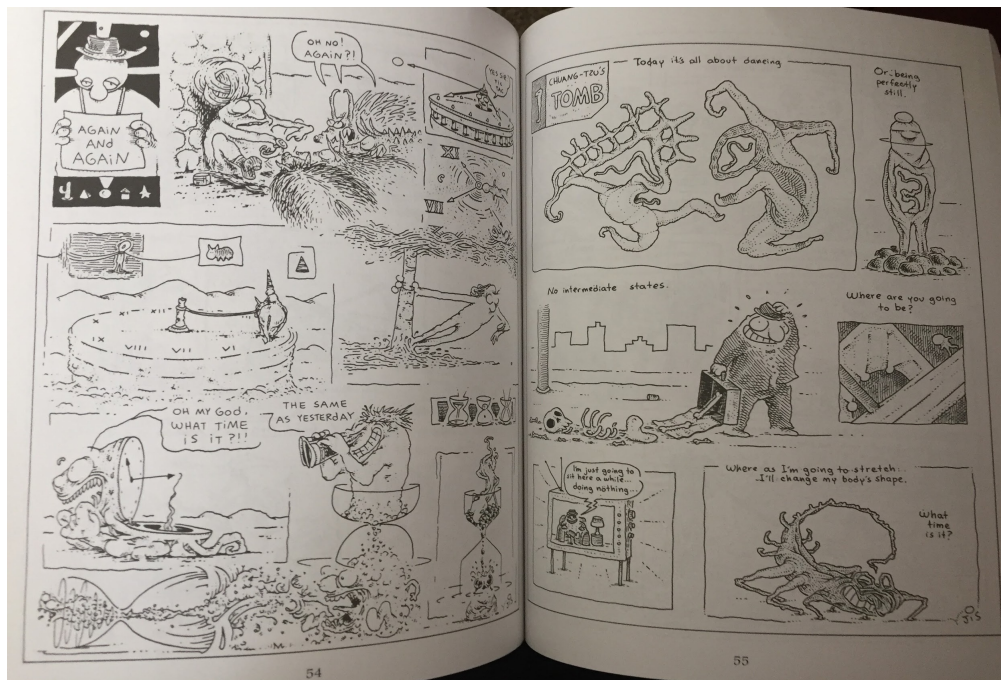 AGAIN
AND
AGAIN
OH NO!
AGAIN?!
XI
VIII
XI
XII
IX
VIII
VII
VI
OH MY GOD.
WHAT TIME
IS IT?!!
THE SAME
AS YESTERDAY
54
1
CHUANG-TZU'S
TOMB
Today it's all about dancing
Or being
perfectly
still.
No intermediate states.
Where are you going
to be?
I'm just going to
sit here a while...
doing nothing...
Where as I'm going to stretch...
..I'll change my body's shape.
What
time
is it?
JIS
55